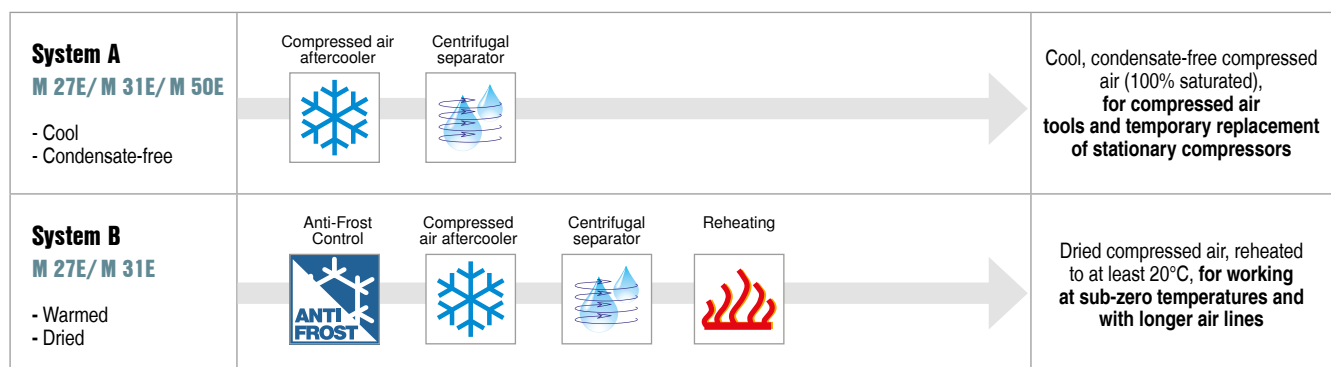 System A
M 27E/ M 31E/ M 50E
- Cool
- Condensate-free
Compressed air
aftercooler
Centrifugal
separator
Cool, condensate-free compressed
air (100% saturated),
for compressed air
tools and temporary replacement
of stationary compressors
System B
M 27E/ M 31E
- Warmed
- Dried
Anti-Frost
Control
ANTI
FROST
Compressed
air aftercooler
Centrifugal
separator
Reheating
Dried compressed air, reheated
to at least 20°C, for working
at sub-zero temperatures and
with longer air lines